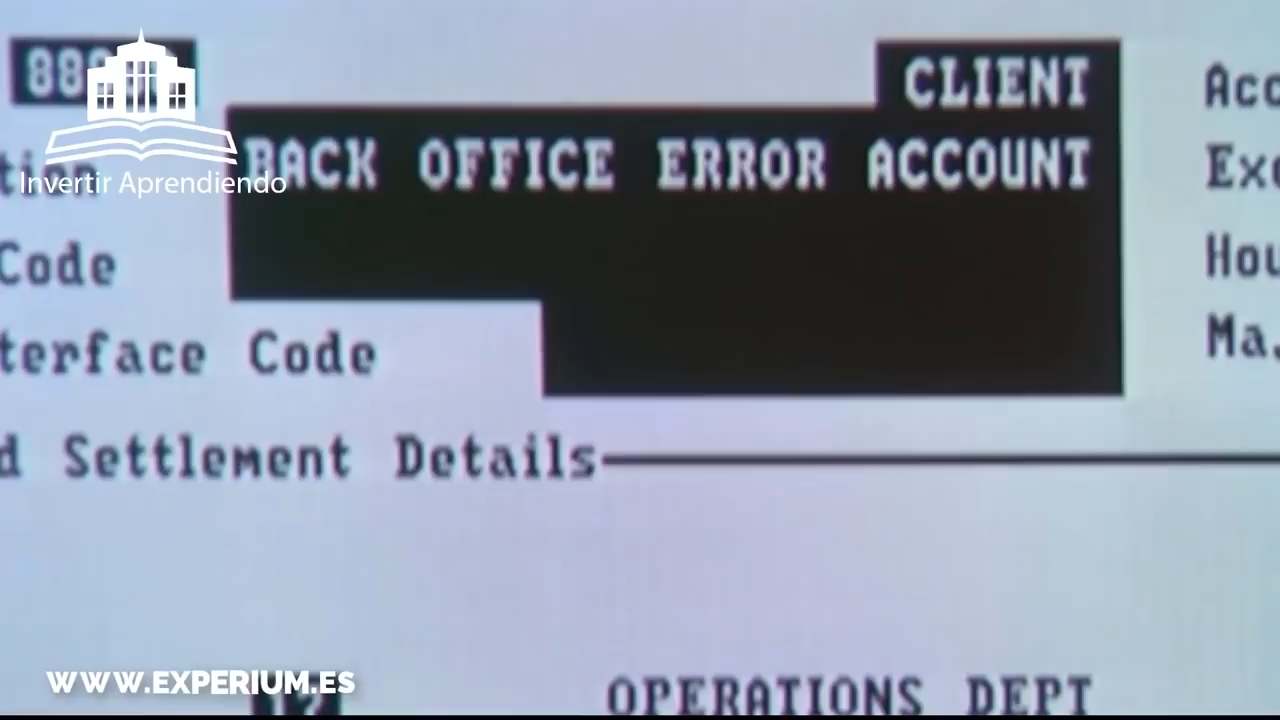 CLIENT
BACK OFFICE ERROR ACCOUNT
Invertir Aprendiendo
Code
terface Code
d Settlement Details
WWW.EXPERIUM.ES
OPERATIONS DEPT